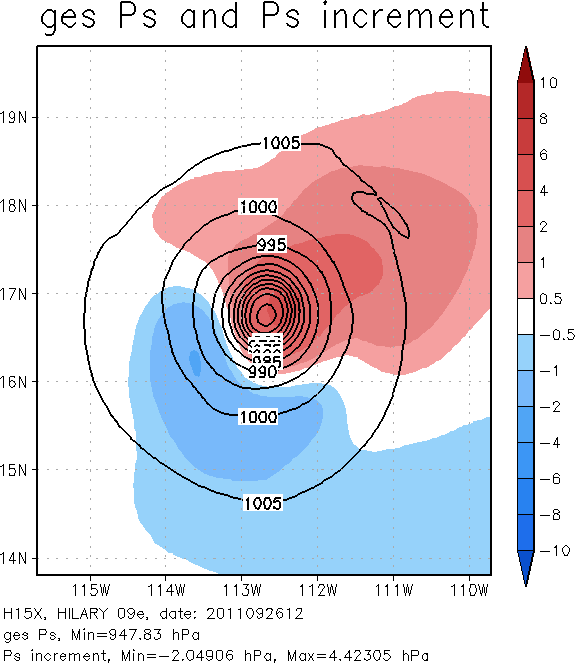 ges Ps and Ps increment
19N
18N
17N
16N
15N
14N
115W 114W 113W 112W 111W 110W
1005
1000
995
985
990
1000
1005
10
8
6
4
2
1
0.5
−0.5
−1
−2
−4
−6
−8
−10
H15X, HILARY 09e, date: 2011092612
ges Ps, Min=947.83 hPa
Ps increment, Min=−2.04906 hPa, Max=4.42305 hPa